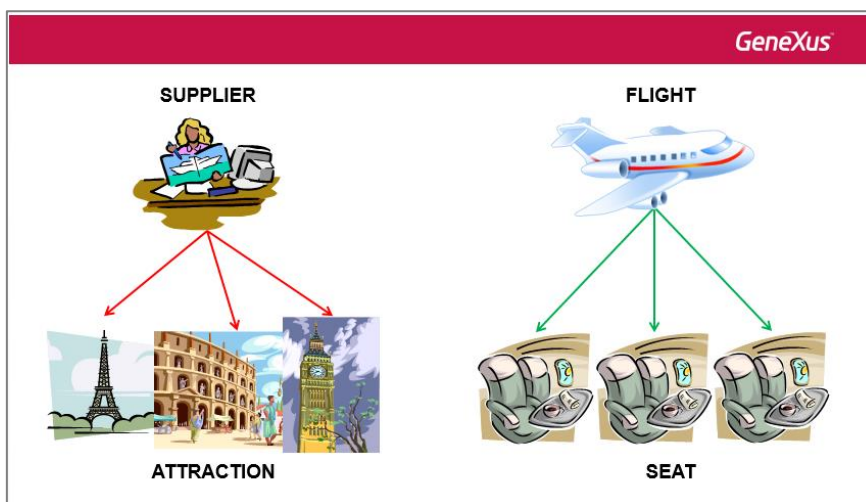 GeneXus
SUPPLIER
FLIGHT
ATTRACTION
SEAT